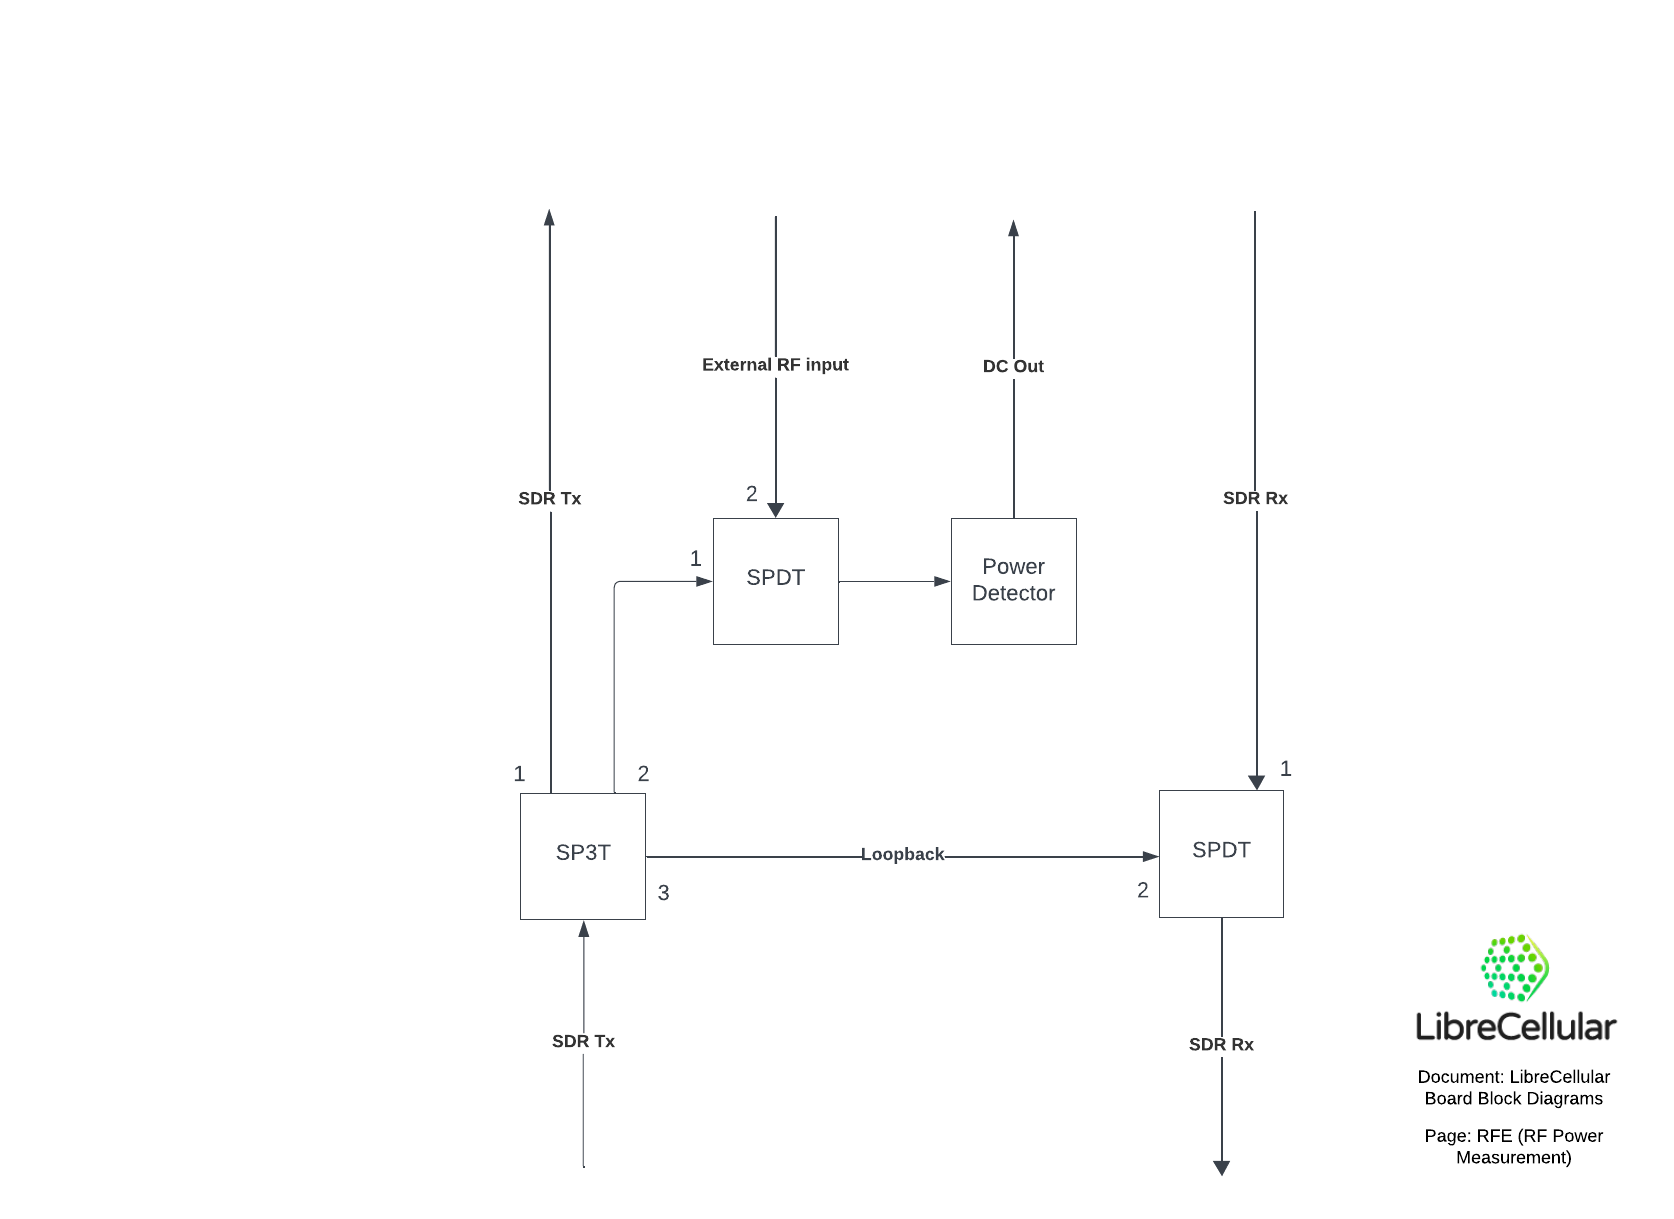 External RF input
DC Out
SDR Tx
SDR Rx
2
1
SPDT
Power
Detector
1
2
1
SP3T
Loopback
SPDT
3
2
SDR Tx
SDR Rx
LibreCellular
Document: LibreCellular
Board Block Diagrams
Page: RFE (RF Power
Measurement)